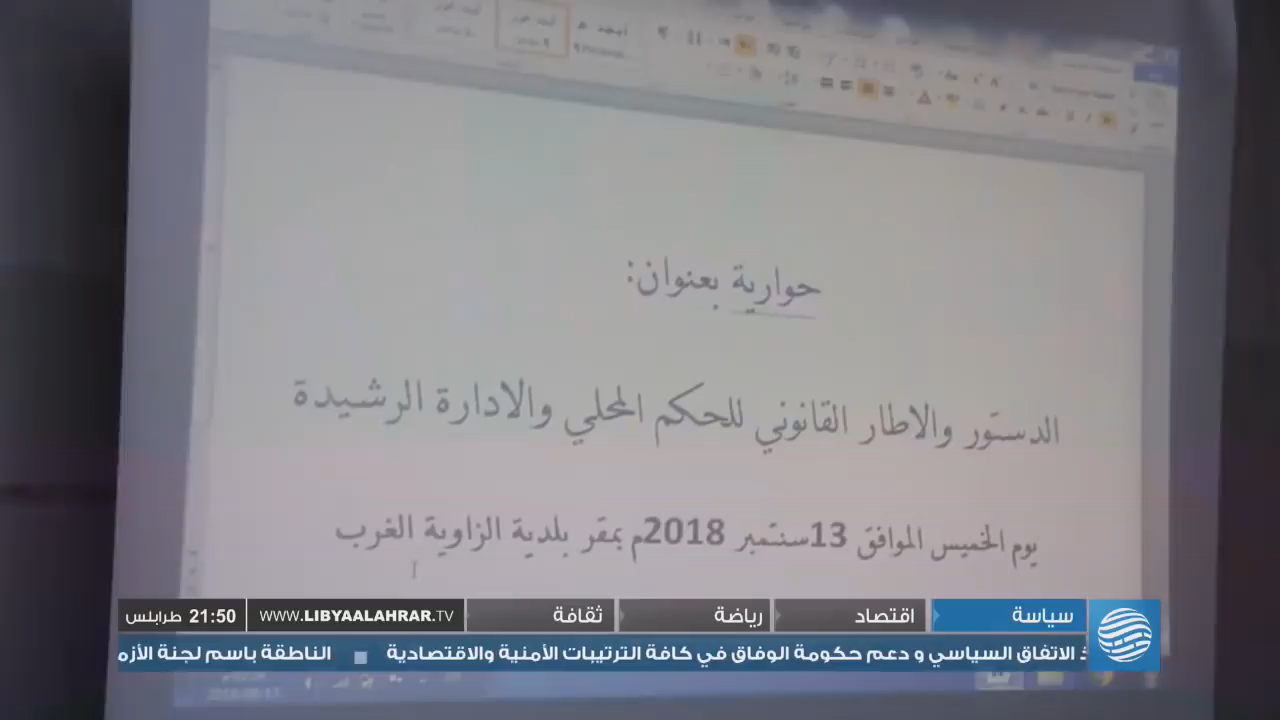 حوارية بعنوان:
الدستور والاطار القانوني للحكم المحلي والادارة الرشيدة
يوم الخميس الموافق 13سنتمبر 2018م بمقر بلدية الزاوية الغرب
سياسة اقتصاد رياضة ثقافة WWW.LIBYAALAHRAR.TV 21:50 طرابلس
الاتفاق السياسي و دعم حكومة الوفاق في كافة الترتيبات الأمنية والاقتصادية ■ الناطقة باسم لجنة الأزم